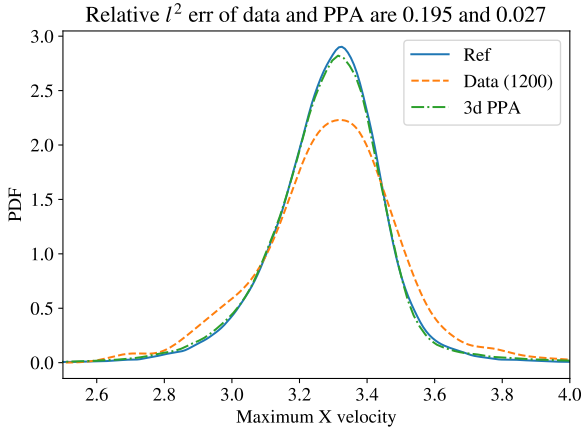 Relative l² err of data and PPA are 0.195 and 0.027
3.0
2.5
2.0
1.5
1.0
0.5
0.0
PDF
Ref
Data (1200)
3d PPA
2.6 2.8 3.0 3.2 3.4 3.6 3.8 4.0
Maximum X velocity